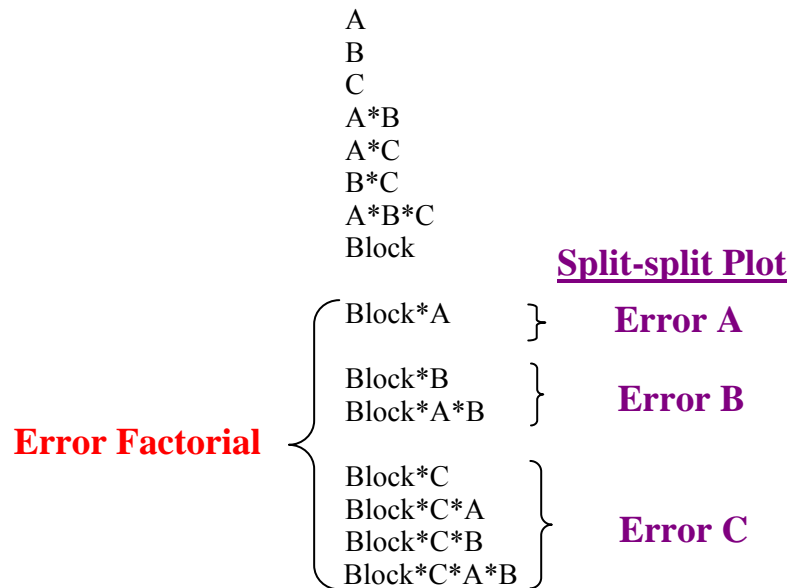 A
B
C
A*B
A*C
B*C
A*B*C
Block
Split-split Plot
Block*A
Error A
Block*B
Block*A*B
Error B
Error Factorial
Block*C
Block*C*A
Block*C*B
Block*C*A*B
Error C